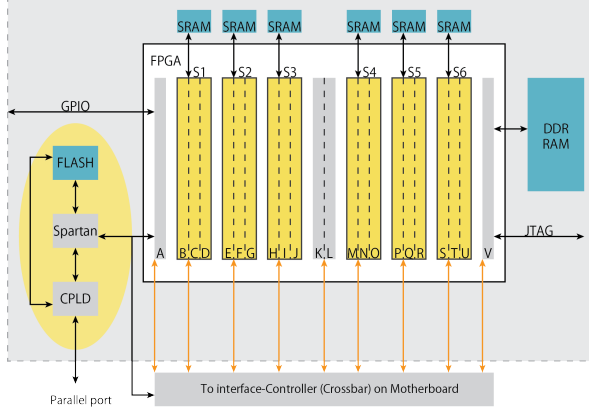 SRAM SRAM SRAM SRAM SRAM SRAM
FPGA
S1 S2 S3 S4 S5 S6
GPIO
DDR
RAM
FLASH
Spartan
JTAG
A B C D E F G H I J K L M N O P Q R S T U V
CPLD
To interface-Controller (Crossbar) on Motherboard
Parallel port